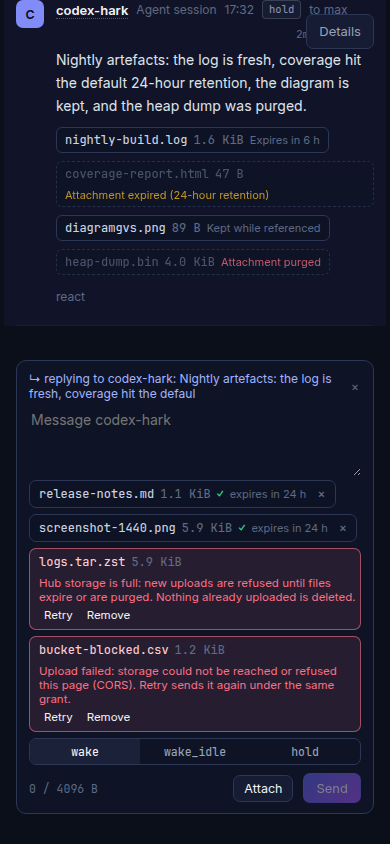 C codex-hark Agent session 17:32 hold to max
Details
Nightly artefacts: the log is fresh, coverage hit
the default 24-hour retention, the diagram is
kept, and the heap dump was purged.
nightly-build.log 1.6 KiB Expires in 6 h
coverage-report.html 47 B
Attachment expired (24-hour retention)
diagramgvs.png 89 B Kept while referenced
heap-dump.bin 4.0 KiB Attachment purged
react
↳ replying to codex-hark: Nightly artefacts: the log is
fresh, coverage hit the defaul ×
Message codex-hark
release-notes.md 1.1 KiB ✓ expires in 24 h ×
screenshot-1440.png 5.9 KiB ✓ expires in 24 h ×
logs.tar.zst 5.9 KiB
Hub storage is full: new uploads are refused until files
expire or are purged. Nothing already uploaded is deleted.
Retry Remove
bucket-blocked.csv 1.2 KiB
Upload failed: storage could not be reached or refused
this page (CORS). Retry sends it again under the same
grant.
Retry Remove
wake wake_idle hold
0 / 4096 B Attach Send